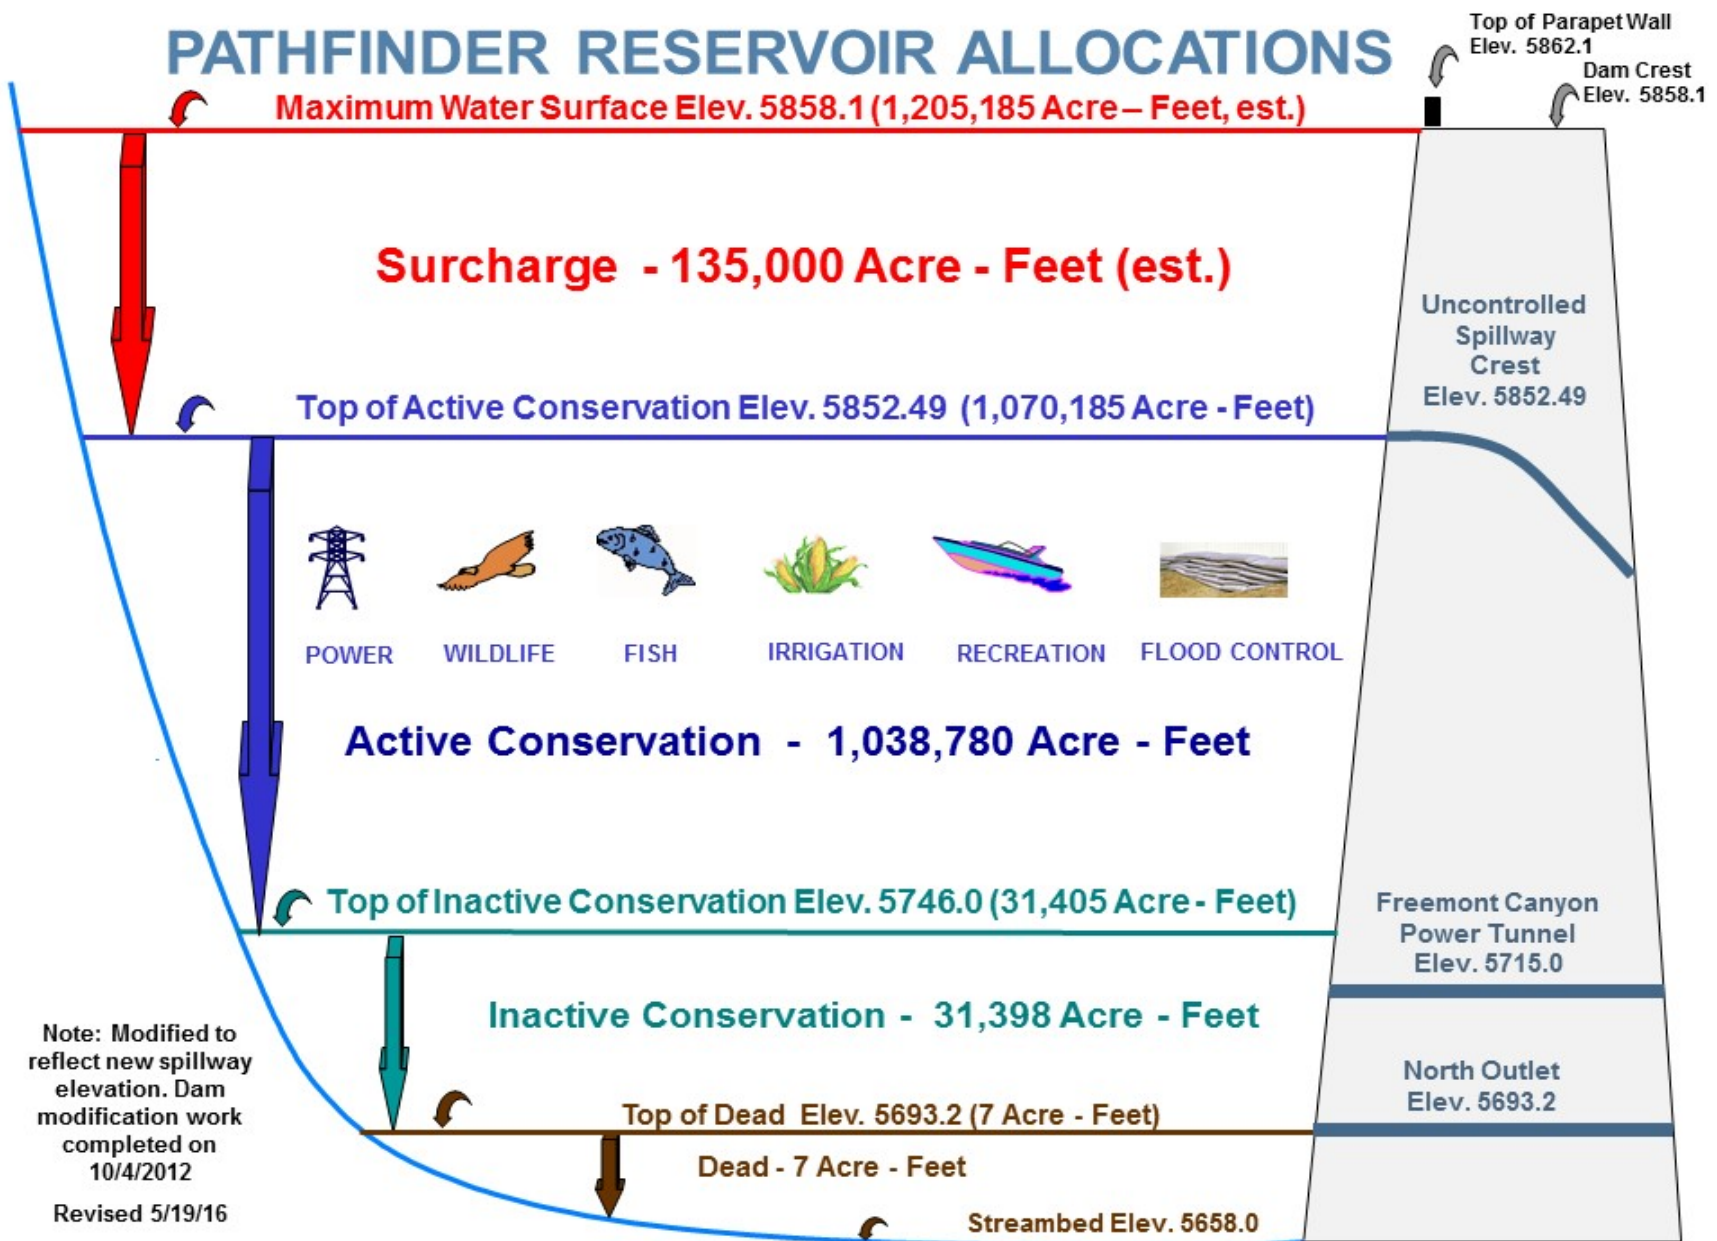 PATHFINDER RESERVOIR ALLOCATIONS
Top of Parapet Wall
Elev. 5862.1
Dam Crest
Elev. 5858.1
Maximum Water Surface Elev. 5858.1 (1,205,185 Acre – Feet, est.)
Surcharge - 135,000 Acre - Feet (est.)
Uncontrolled
Spillway
Crest
Elev. 5852.49
Top of Active Conservation Elev. 5852.49 (1,070,185 Acre - Feet)
POWER WILDLIFE FISH IRRIGATION RECREATION FLOOD CONTROL
Active Conservation - 1,038,780 Acre - Feet
Top of Inactive Conservation Elev. 5746.0 (31,405 Acre - Feet)
Freemont Canyon
Power Tunnel
Elev. 5715.0
Inactive Conservation - 31,398 Acre - Feet
Note: Modified to
reflect new spillway
elevation. Dam
modification work
completed on
10/4/2012
Revised 5/19/16
North Outlet
Elev. 5693.2
Top of Dead Elev. 5693.2 (7 Acre - Feet)
Dead - 7 Acre - Feet
Streambed Elev. 5658.0